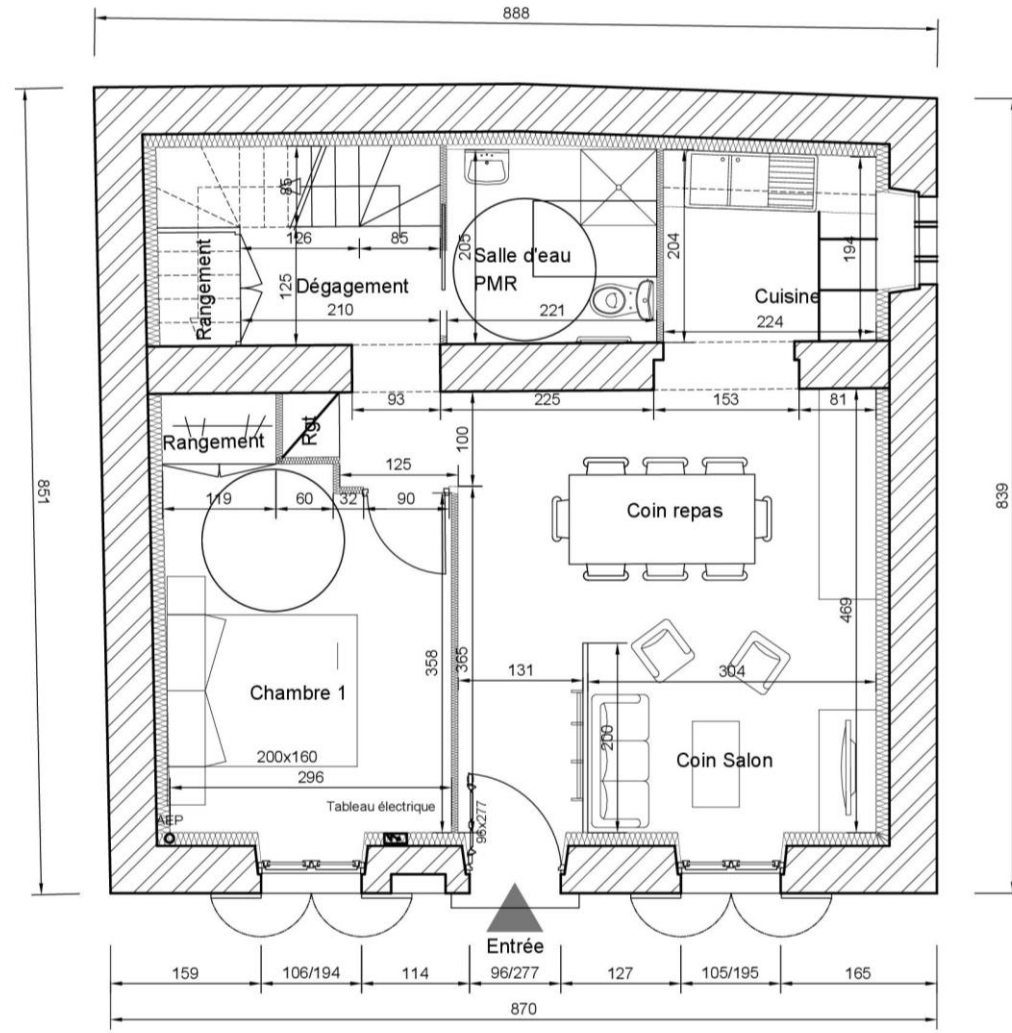 888
851
839
85
126
85
Rangement
125
Dégagement
210
205
Salle d'eau
PMR
221
204
194
Cuisine
224
93
225
153
81
Rangement
Rgt
100
125
119
60
32
90
Coin repas
469
358
365
131
304
200
Chambre 1
Coin Salon
200x160
296
Tableau électrique
96x277
AEP
Entrée
159
106/194
114
96/277
127
105/195
165
870